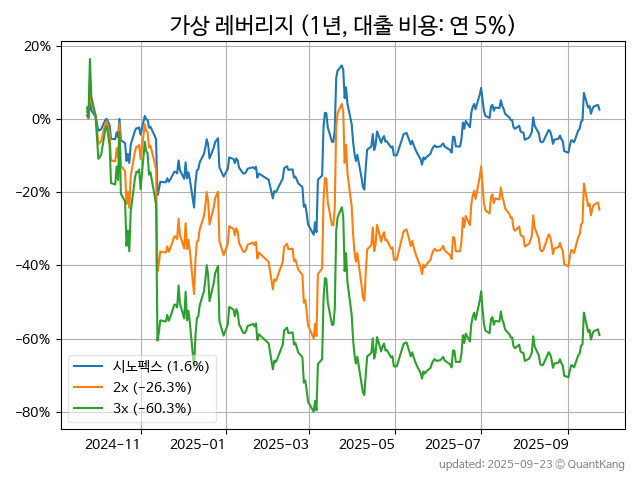 가상 레버리지 (1년, 대출 비용: 연 5%)
20%
0%
−20%
−40%
−60%
−80%
시노펙스 (1.6%)
2x (−26.3%)
3x (−60.3%)
2024-11 2025-01 2025-03 2025-05 2025-07 2025-09
updated: 2025-09-23 © QuantKang